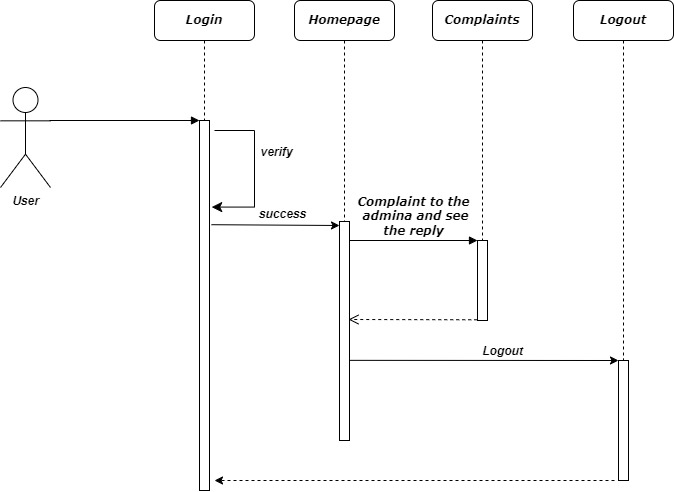 Login
Homepage
Complaints
Logout
verify
User
success
Complaint to the
admina and see
the reply
Logout